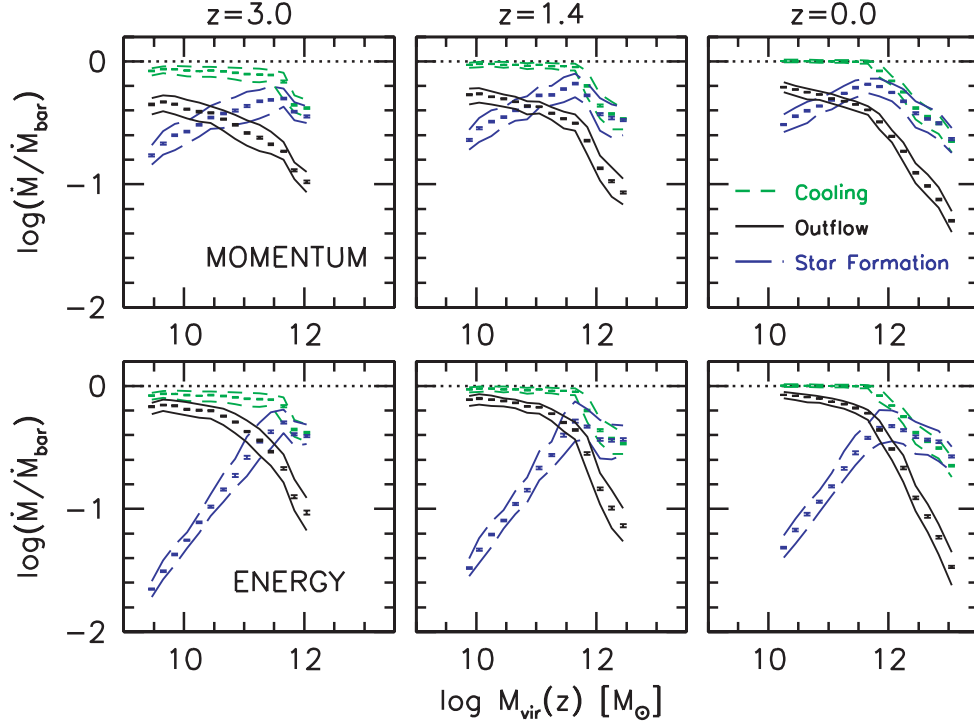 z=3.0 z=1.4 z=0.0
log(Ṁ/Ṁbar)
0
−1
−2
MOMENTUM
Cooling
Outflow
Star Formation
10 12 10 12 10 12
log(Ṁ/Ṁbar)
0
−1
−2
ENERGY
10 12 10 12 10 12
log Mvir(z) [M⊙]